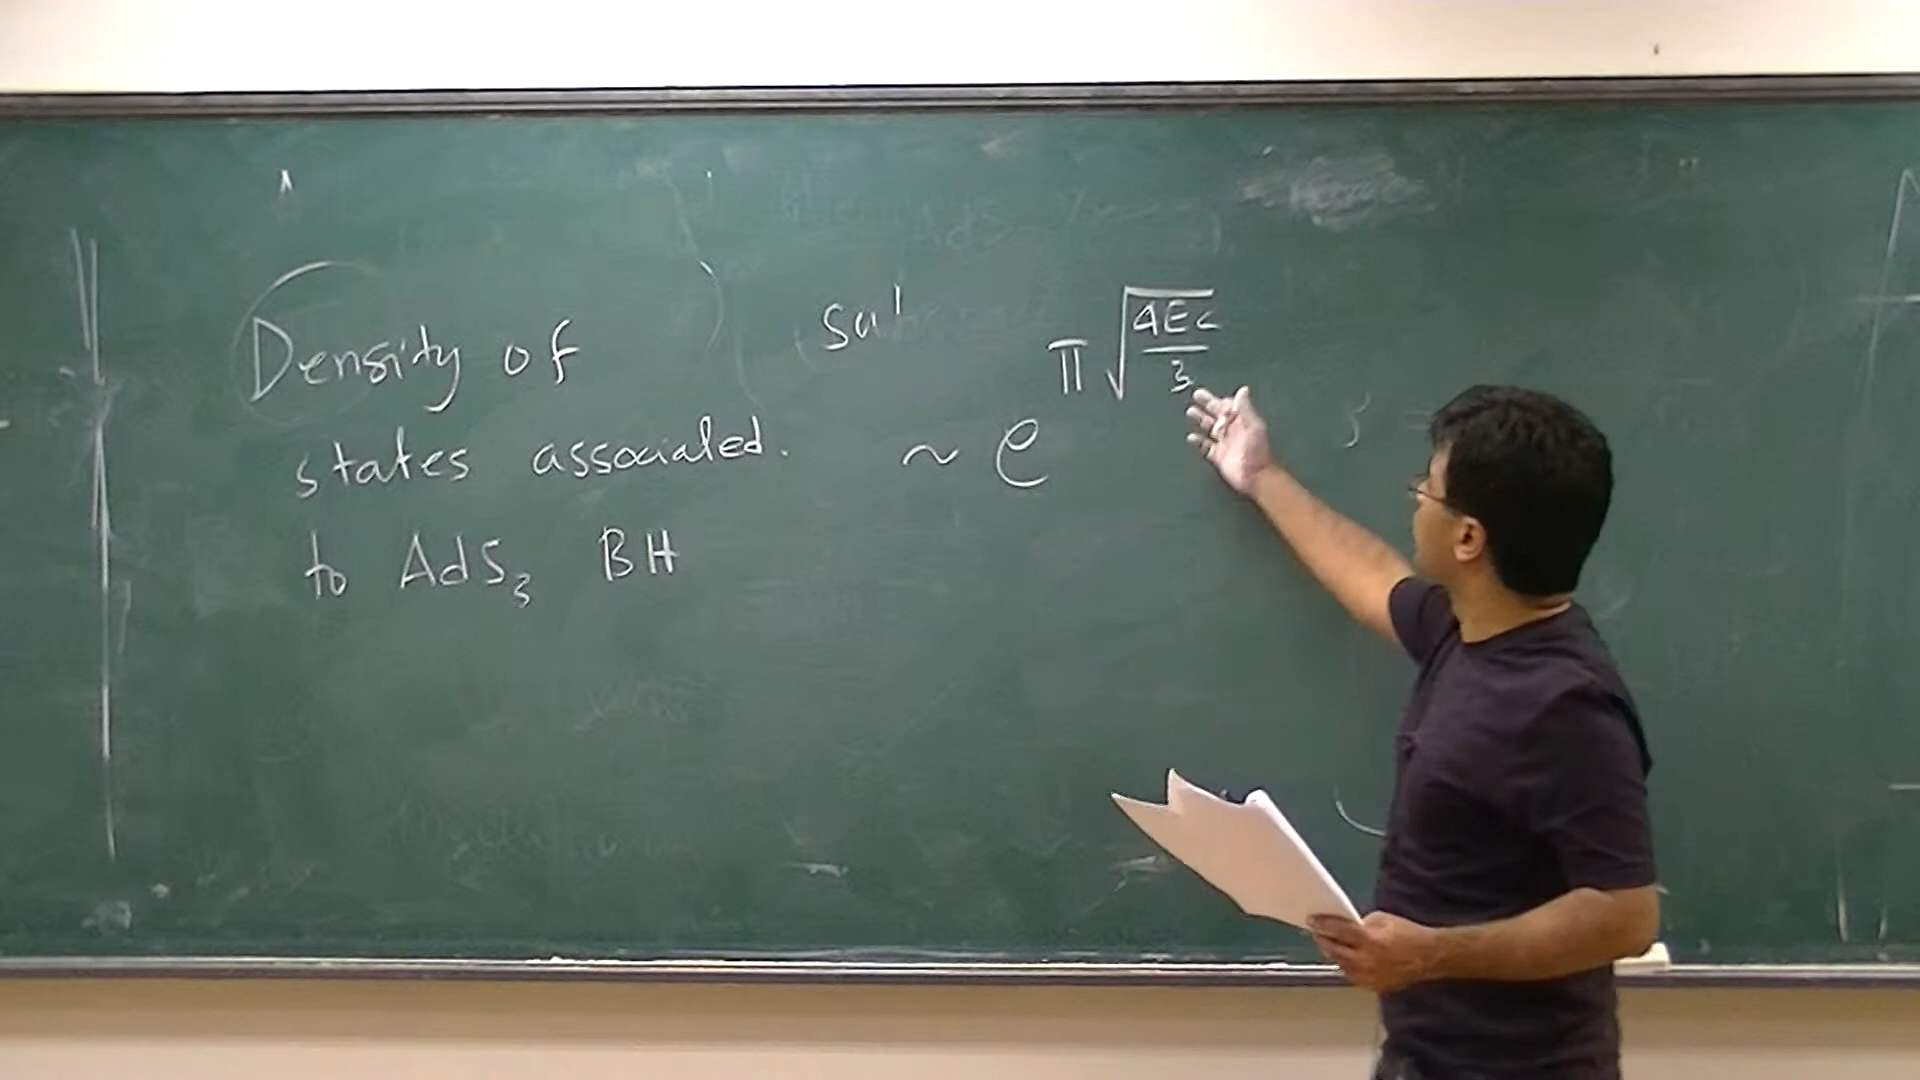 Density of
states associated.
to AdS₃ BH
~ e^{π√(4Ec/3)}